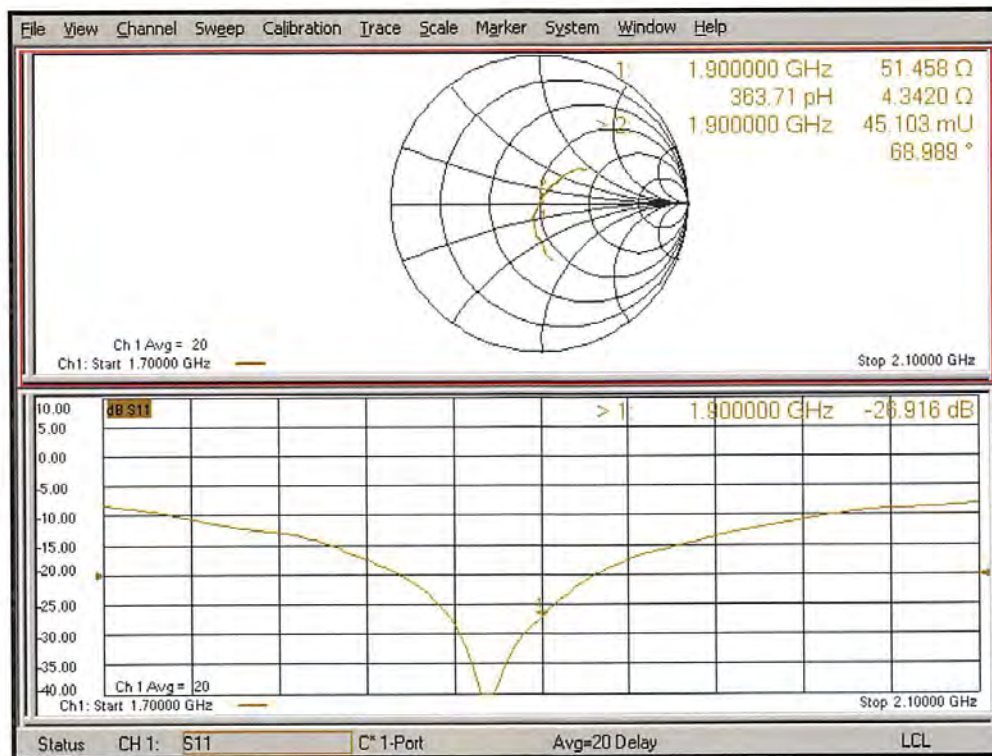 File View Channel Sweep Calibration Trace Scale Marker System Window Help
1: 1.900000 GHz 51.458 Ω
363.71 pH 4.3420 Ω
> 2: 1.900000 GHz 45.103 mU
68.989 °
Ch 1 Avg = 20
Ch1: Start 1.70000 GHz Stop 2.10000 GHz
10.00 dB S11 > 1: 1.900000 GHz -26.916 dB
5.00
0.00
-5.00
-10.00
-15.00
-20.00
-25.00
1
-30.00
-35.00
-40.00 Ch 1 Avg = 20
Ch1: Start 1.70000 GHz Stop 2.10000 GHz
Status CH 1: S11 C* 1-Port Avg=20 Delay LCL